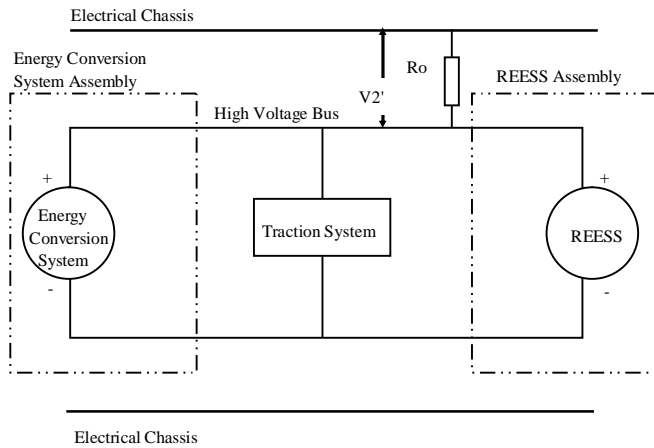 Electrical Chassis
Energy Conversion
System Assembly
Ro
REESS Assembly
V2'
High Voltage Bus
+
+
Energy
Conversion
System
Traction System
REESS
-
-
Electrical Chassis